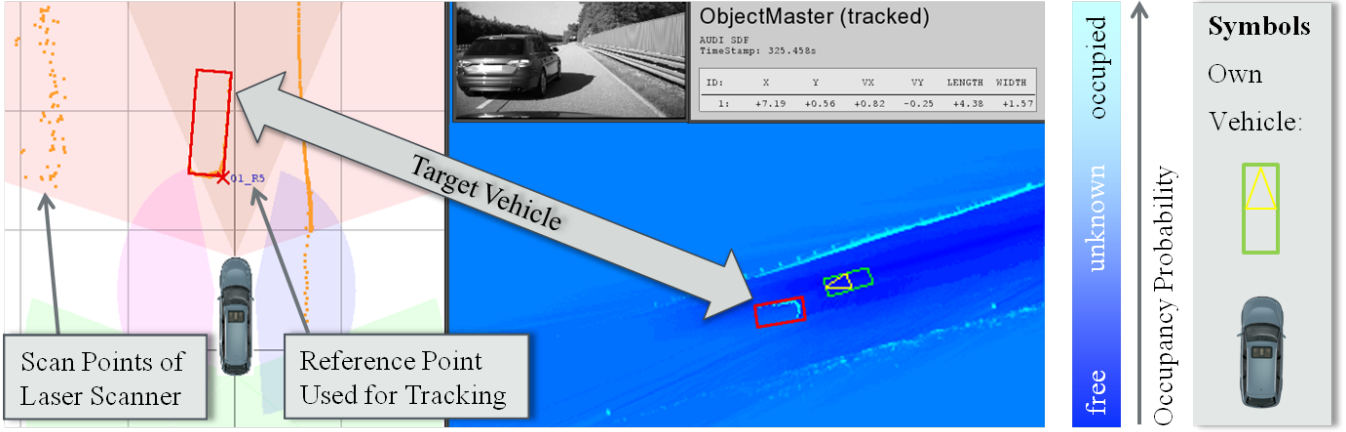 01_R5
Scan Points of
Laser Scanner
Reference Point
Used for Tracking
Target Vehicle
ObjectMaster (tracked)
AUDI SDF
TimeStamp: 325.458s
ID: X Y VX VY LENGTH WIDTH
1: +7.19 +0.56 +0.82 -0.25 +4.38 +1.57
free unknown occupied
Occupancy Probability
Symbols
Own
Vehicle: